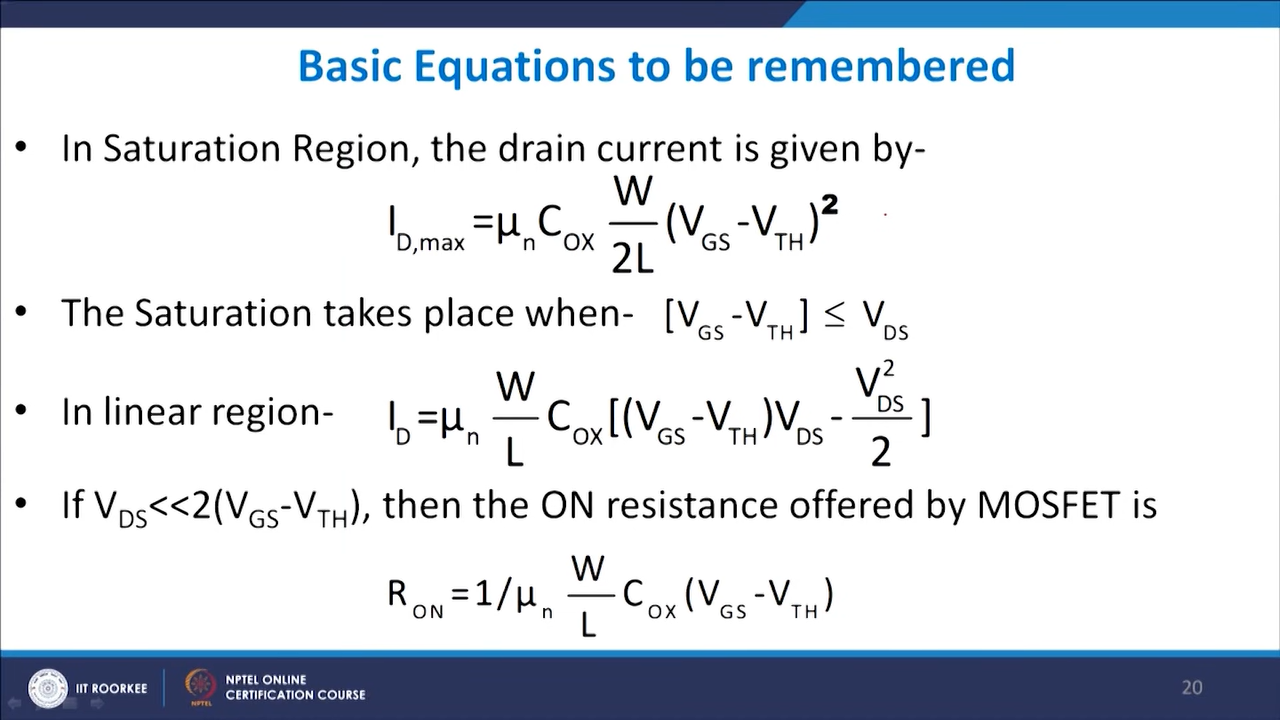 Basic Equations to be remembered
• In Saturation Region, the drain current is given by-
I_{D,max} =µ_n C_{OX} \frac{W}{2L} (V_{GS} -V_{TH})^2
• The Saturation takes place when- [V_{GS} -V_{TH}] ≤ V_{DS}
• In linear region- I_D=µ_n \frac{W}{L} C_{OX}[(V_{GS} -V_{TH})V_{DS} - \frac{V_{DS}^2}{2}]
• If V_{DS}<<2(V_{GS}-V_{TH}), then the ON resistance offered by MOSFET is
R_{ON} =1/µ_n \frac{W}{L} C_{OX} (V_{GS} -V_{TH})
IIT ROORKEE
NPTEL
NPTEL ONLINE
CERTIFICATION COURSE
20